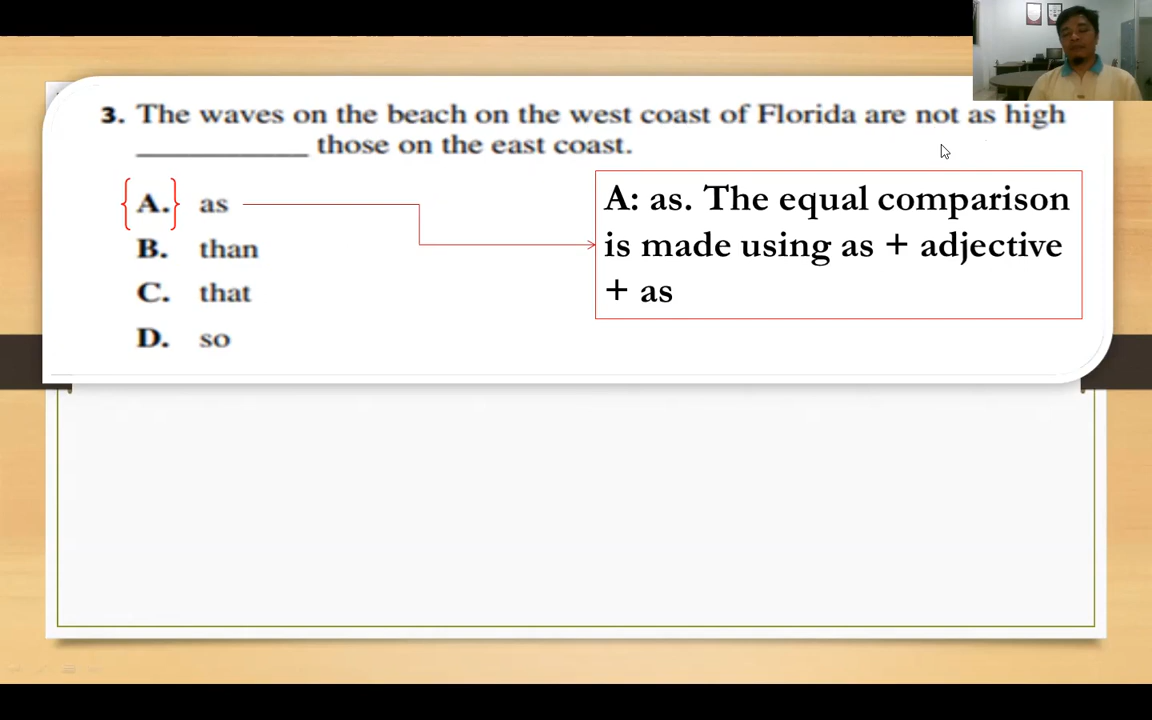 3. The waves on the beach on the west coast of Florida are not as high
____________ those on the east coast.
A. as
B. than
C. that
D. so
A: as. The equal comparison
is made using as + adjective
+ as